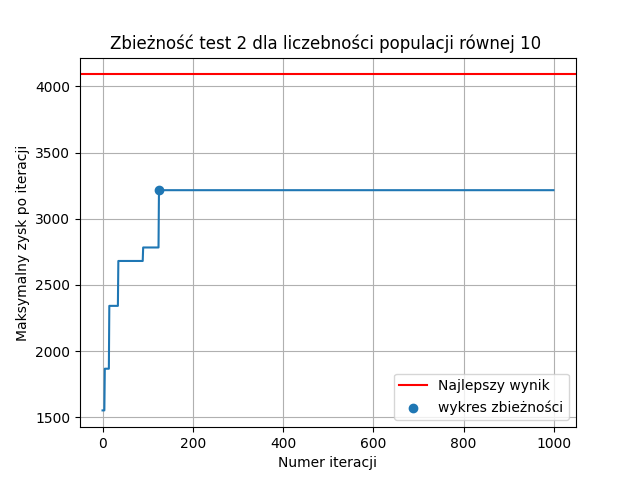 Zbieżność test 2 dla liczebności populacji równej 10
Maksymalny zysk po iteracji
4000
3500
3000
2500
2000
1500
0 200 400 600 800 1000
Numer iteracji
Najlepszy wynik
wykres zbieżności